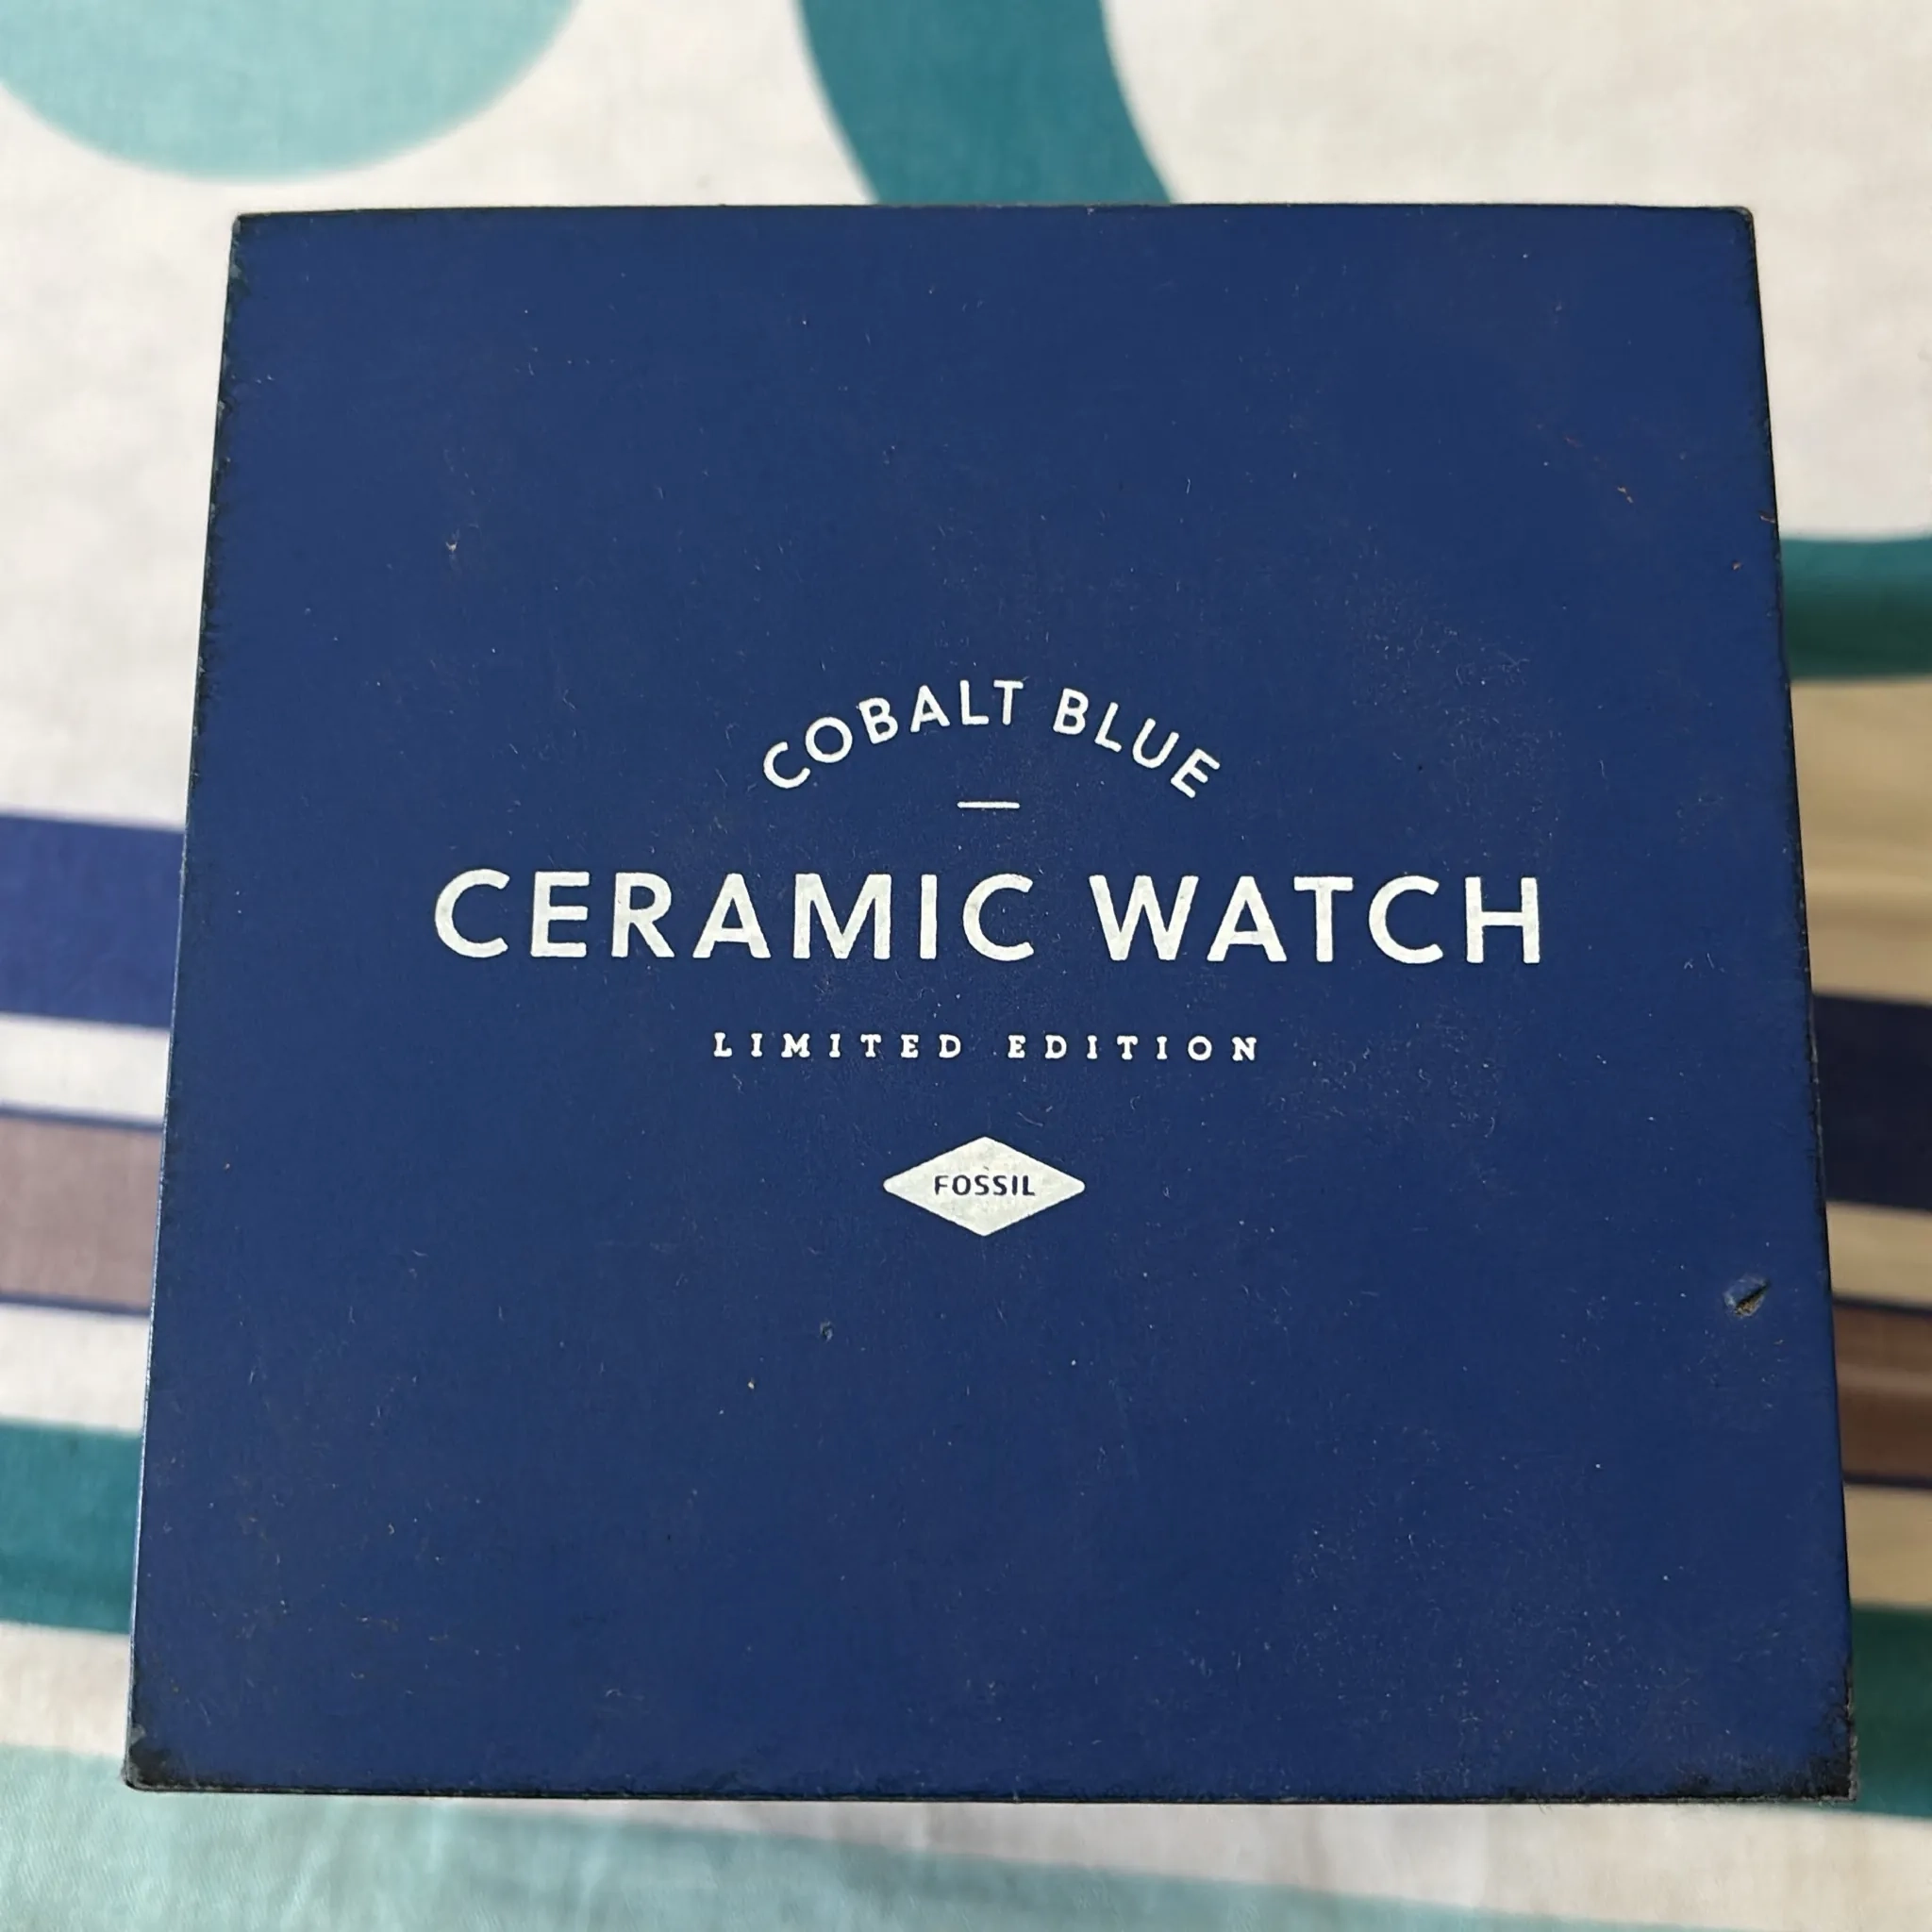 COBALT BLUE
CERAMIC WATCH
LIMITED EDITION
FOSSIL